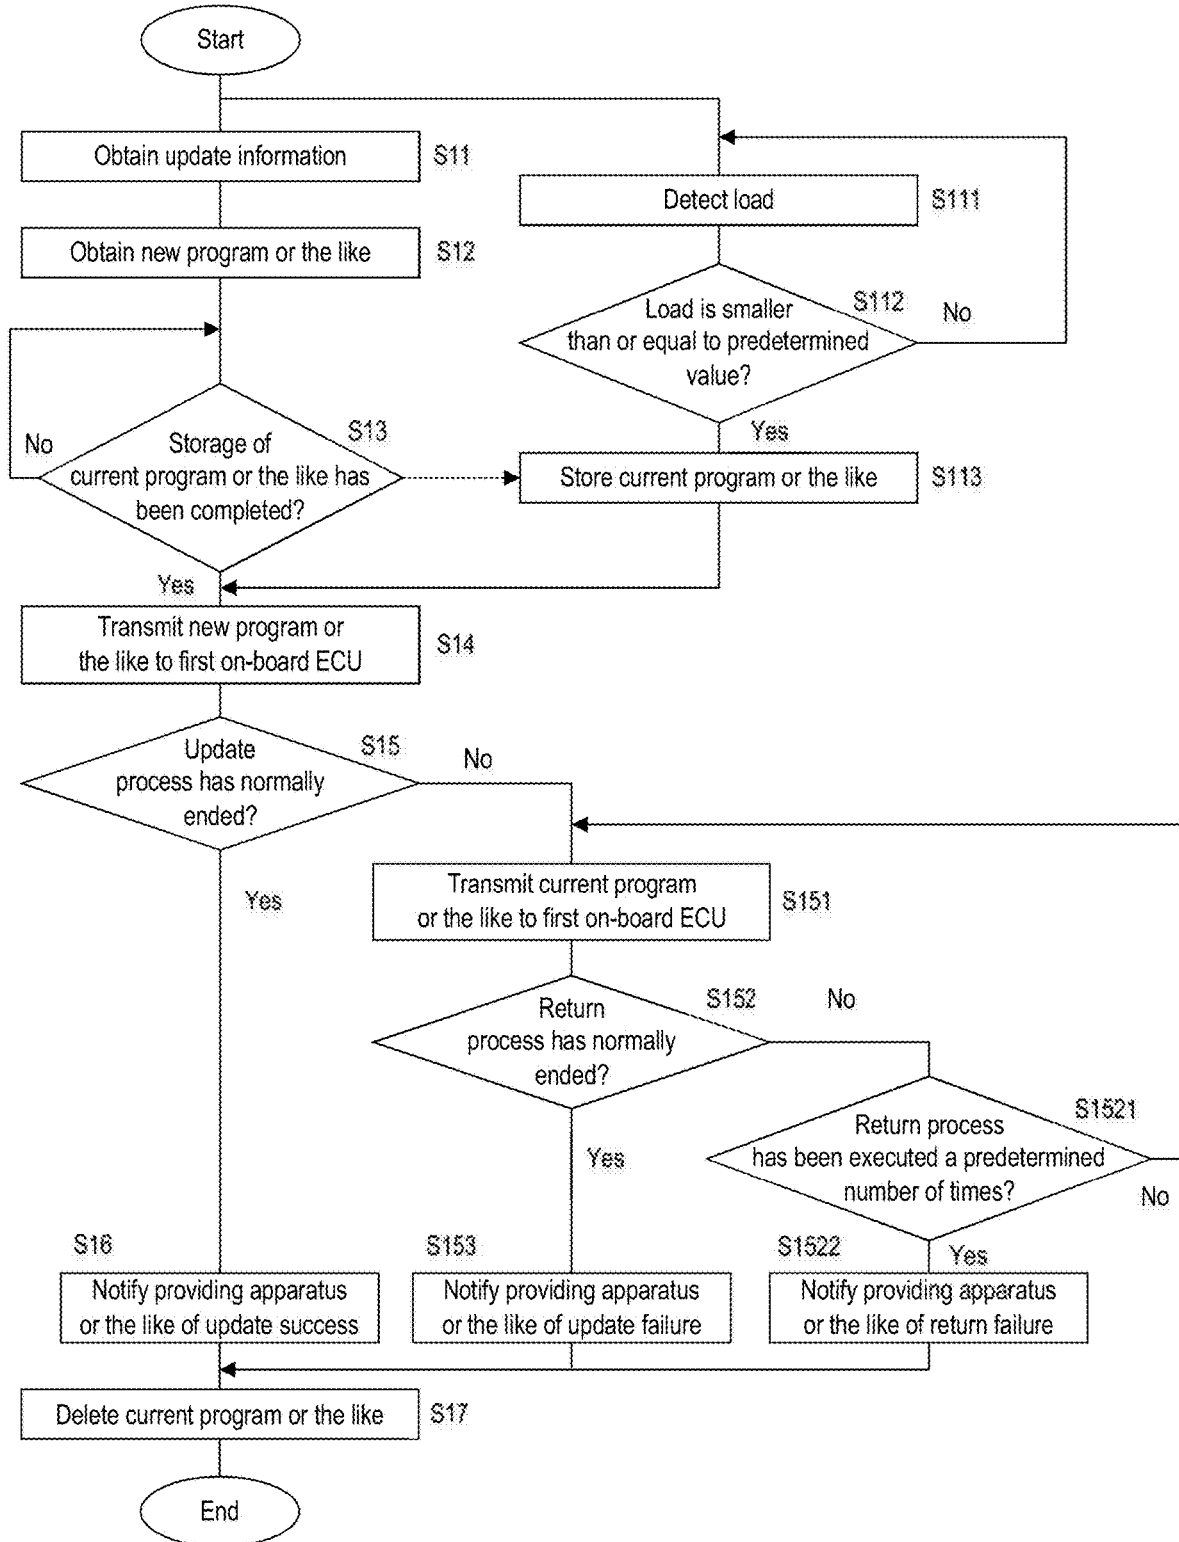 Start
Obtain update information
S11
Detect load
S111
Obtain new program or the like
S12
Load is smaller
than or equal to predetermined
value?
S112
No
Storage of
current program or the like has
been completed?
S13
No
Yes
Store current program or the like
S113
Yes
Transmit new program or
the like to first on-board ECU
S14
Update
process has normally
ended?
S15
No
Yes
Transmit current program
or the like to first on-board ECU
S151
Return
process has normally
ended?
S152
No
Yes
Return process
has been executed a predetermined
number of times?
S1521
No
S16
Notify providing apparatus
or the like of update success
S153
Notify providing apparatus
or the like of update failure
S1522
Yes
Notify providing apparatus
or the like of return failure
Delete current program or the like
S17
End